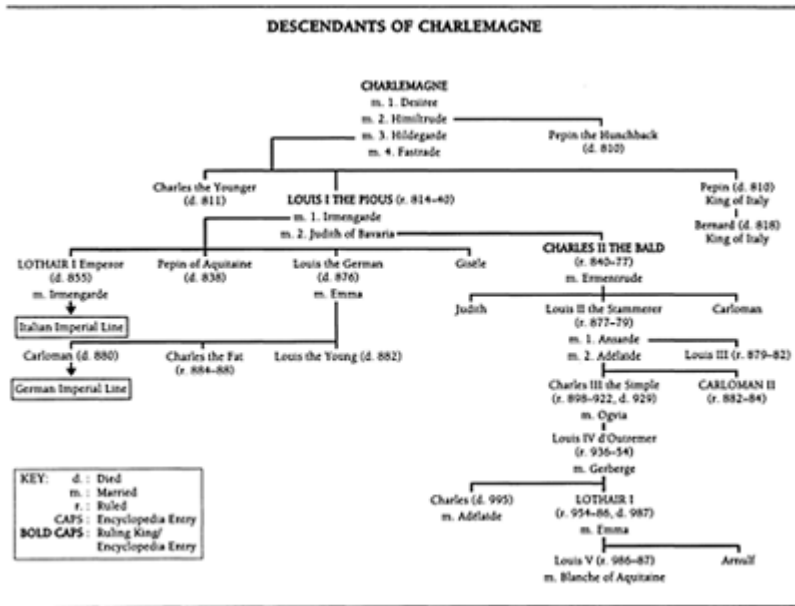 DESCENDANTS OF CHARLEMAGNE
CHARLEMAGNE
m. 1. Desiree
m. 2. Himiltrude
m. 3. Hildegarde
m. 4. Fastrade
Pepin the Hunchback
(d. 810)
Charles the Younger
(d. 811)
LOUIS I THE PIOUS (r. 814–40)
m. 1. Irmengarde
m. 2. Judith of Bavaria
Pepin (d. 810)
King of Italy
Bernard (d. 818)
King of Italy
LOTHAIR I Emperor
(d. 855)
m. Irmengarde
Italian Imperial Line
Pepin of Aquitaine
(d. 838)
Louis the German
(d. 876)
m. Emma
Gisele
CHARLES II THE BALD
(r. 840–77)
m. Ermentrude
Judith
Louis II the Stammerer
(r. 877–79)
m. 1. Ansarde
m. 2. Adelaide
Carloman
Louis III (r. 879–82)
Carloman (d. 880)
German Imperial Line
Charles the Fat
(r. 884–88)
Louis the Young (d. 882)
Charles III the Simple
(r. 898–922, d. 929)
m. Ogvia
CARLOMAN II
(r. 882–84)
Louis IV d'Outremer
(r. 936–54)
m. Gerberge
Charles (d. 995)
m. Adelaide
LOTHAIR I
(r. 954–86, d. 987)
m. Emma
Louis V (r. 986–87)
m. Blanche of Aquitaine
Arnulf
KEY: d. : Died
m. : Married
r. : Ruled
CAPS : Encyclopedia Entry
BOLD CAPS : Ruling King/
Encyclopedia Entry